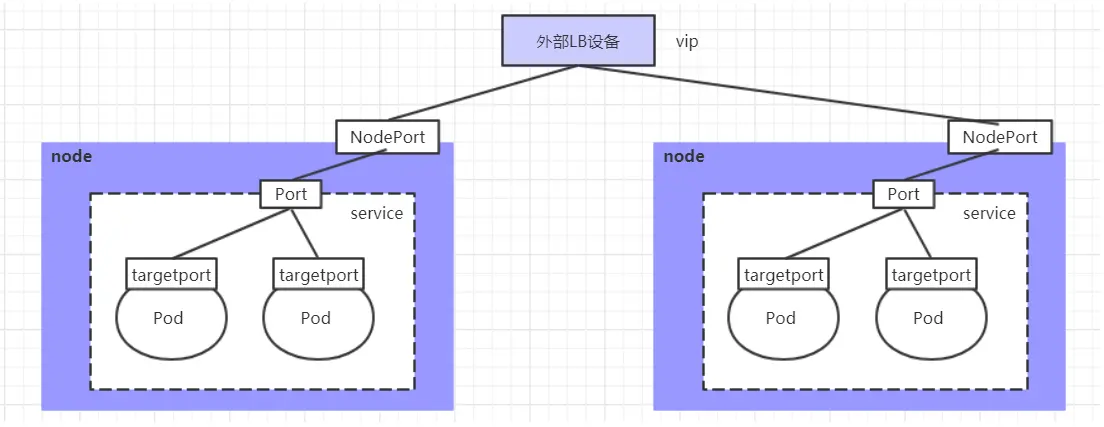 外部LB设备
vip
NodePort
node
Port
service
targetport
targetport
Pod
Pod
NodePort
node
Port
service
targetport
targetport
Pod
Pod